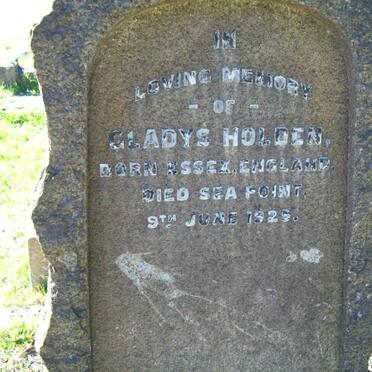 IN
LOVING MEMORY
- OF -
GLADYS HOLDEN,
BORN ESSEX, ENGLAND.
DIED SEA POINT,
9TH JUNE 1929.